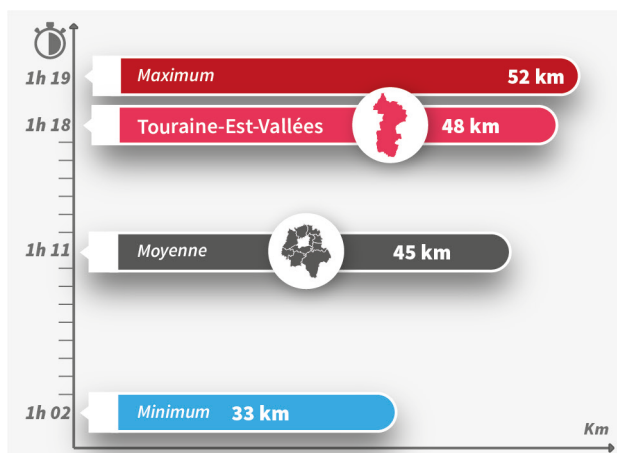 1h 19 Maximum 52 km
1h 18 Touraine-Est-Vallées 48 km
1h 11 Moyenne 45 km
1h 02 Minimum 33 km
Km